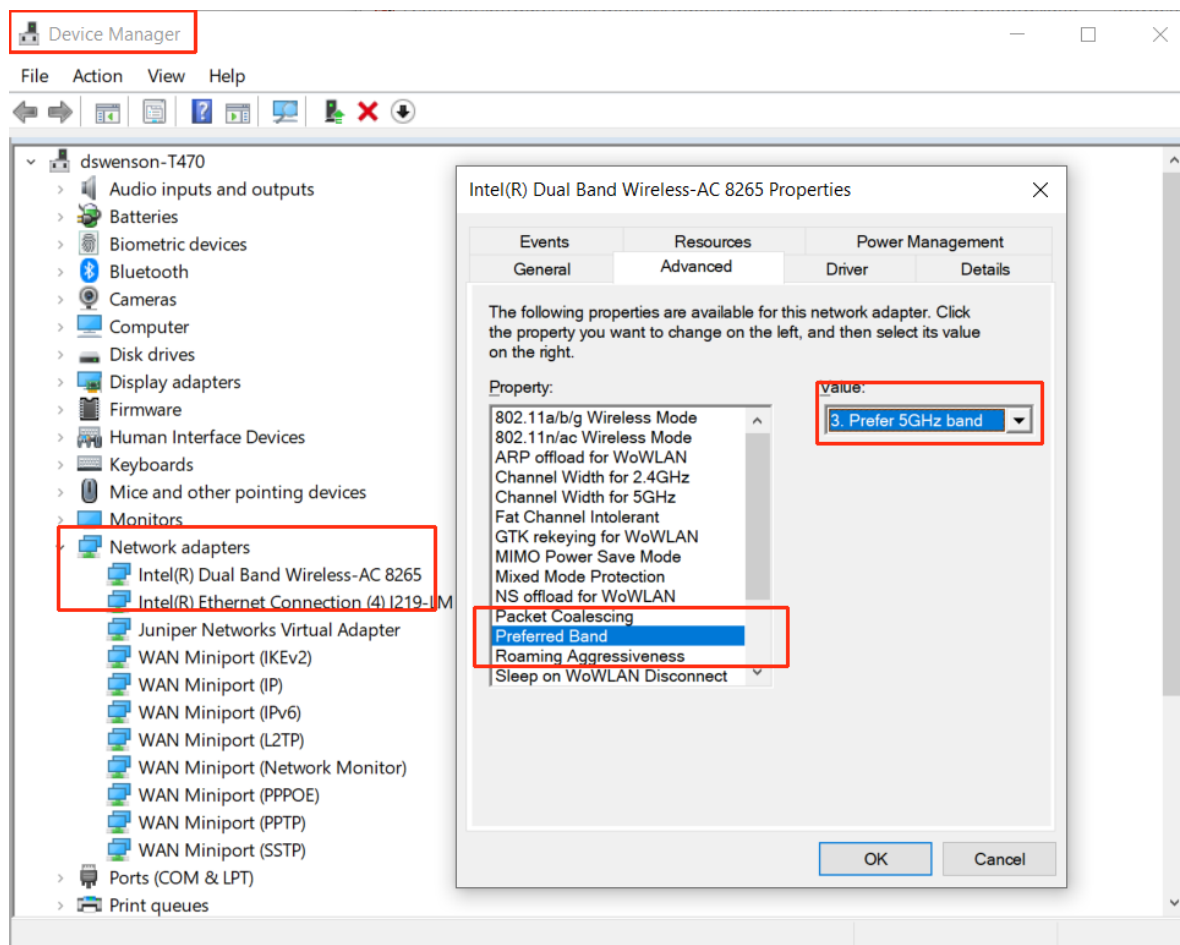 Device Manager
File Action View Help
dswenson-T470
Audio inputs and outputs
Batteries
Biometric devices
Bluetooth
Cameras
Computer
Disk drives
Display adapters
Firmware
Human Interface Devices
Keyboards
Mice and other pointing devices
Monitors
Network adapters
Intel(R) Dual Band Wireless-AC 8265
Intel(R) Ethernet Connection (4) I219-LM
Juniper Networks Virtual Adapter
WAN Miniport (IKEv2)
WAN Miniport (IP)
WAN Miniport (IPv6)
WAN Miniport (L2TP)
WAN Miniport (Network Monitor)
WAN Miniport (PPPOE)
WAN Miniport (PPTP)
WAN Miniport (SSTP)
Ports (COM & LPT)
Print queues
Intel(R) Dual Band Wireless-AC 8265 Properties
Events Resources Power Management
General Advanced Driver Details
The following properties are available for this network adapter. Click
the property you want to change on the left, and then select its value
on the right.
Property:
802.11a/b/g Wireless Mode
802.11n/ac Wireless Mode
ARP offload for WoWLAN
Channel Width for 2.4GHz
Channel Width for 5GHz
Fat Channel Intolerant
GTK rekeying for WoWLAN
MIMO Power Save Mode
Mixed Mode Protection
NS offload for WoWLAN
Packet Coalescing
Preferred Band
Roaming Aggressiveness
Sleep on WoWLAN Disconnect
Value:
3. Prefer 5GHz band
OK Cancel